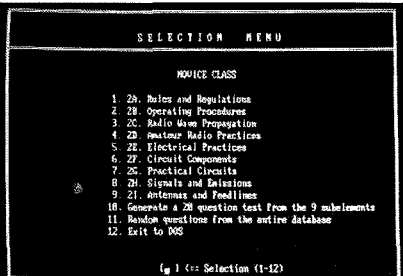 SELECTION MENU
NOVICE CLASS
1. 2A. Rules and Regulations
2. 2B. Operating Procedures
3. 2C. Radio Wave Propagation
4. 2D. Amateur Radio Practices
5. 2E. Electrical Practices
6. 2F. Circuit Components
7. 2G. Practical Circuits
8. 2H. Signals and Emissions
9. 2I. Antennas and Feedlines
10. Generate a 20 question test from the 9 subelements
11. Random questions from the entire database
12. Exit to DOS
<== Selection (1-12)